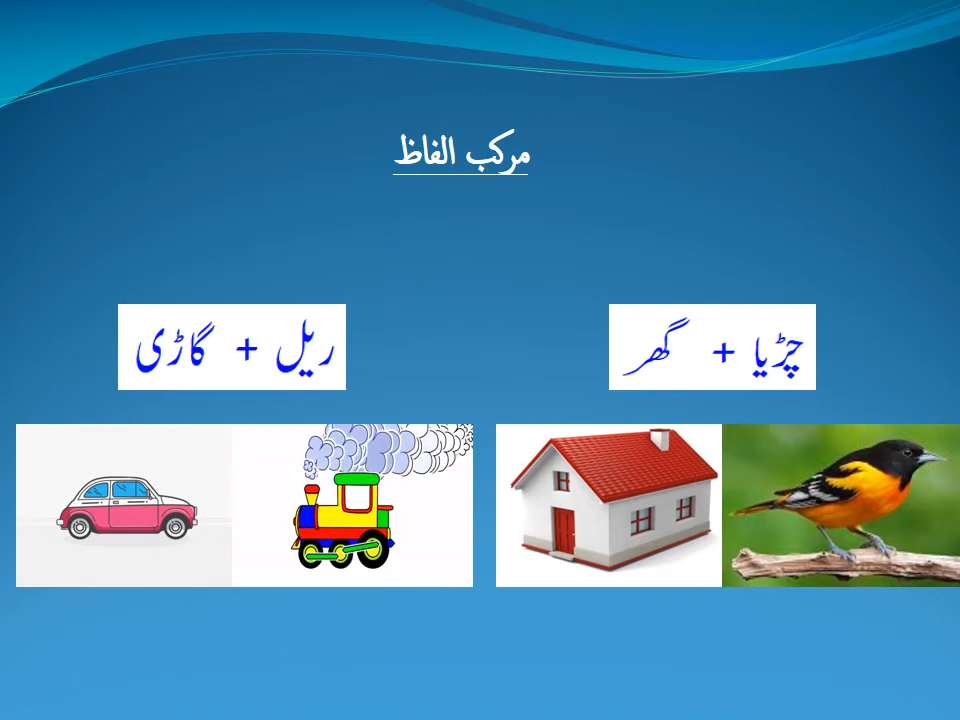 مرکب الفاظ
چڑیا + گھر
ریل + گاڑی